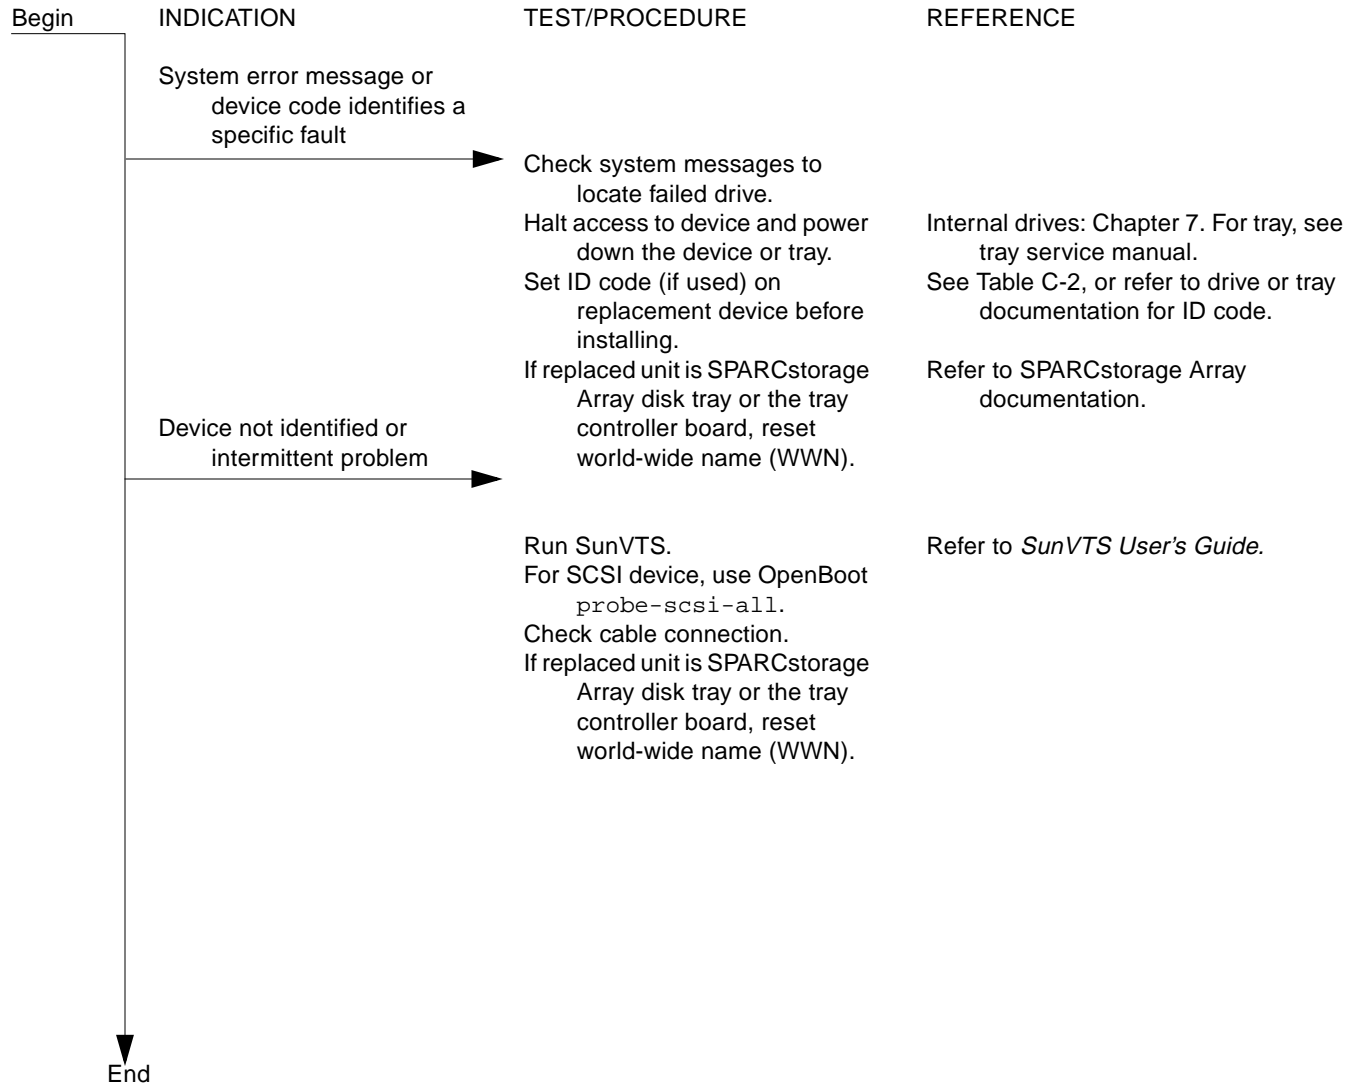 Begin
INDICATION
TEST/PROCEDURE
REFERENCE
System error message or
device code identifies a
specific fault
Check system messages to
locate failed drive.
Halt access to device and power
down the device or tray.
Internal drives: Chapter 7. For tray, see
tray service manual.
Set ID code (if used) on
replacement device before
installing.
See Table C-2, or refer to drive or tray
documentation for ID code.
If replaced unit is SPARCstorage
Array disk tray or the tray
controller board, reset
world-wide name (WWN).
Refer to SPARCstorage Array
documentation.
Device not identified or
intermittent problem
Run SunVTS.
Refer to SunVTS User's Guide.
For SCSI device, use OpenBoot
probe-scsi-all.
Check cable connection.
If replaced unit is SPARCstorage
Array disk tray or the tray
controller board, reset
world-wide name (WWN).
End